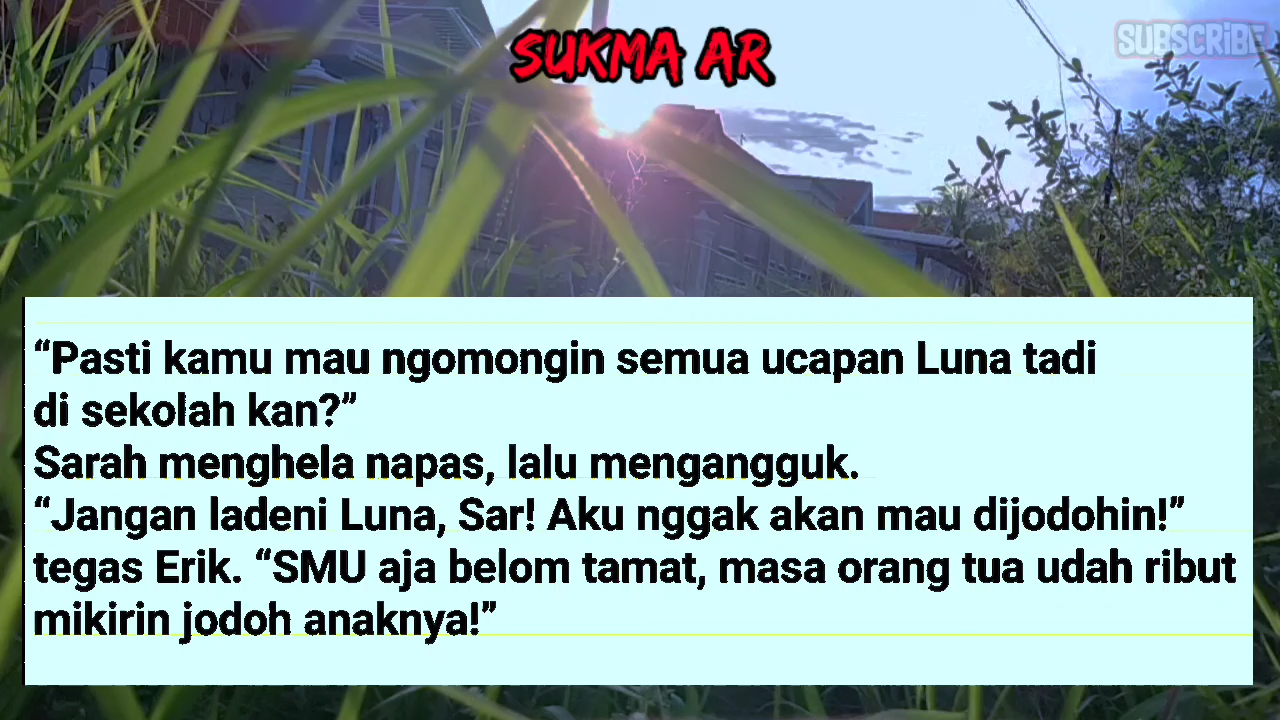 SUKMA AR
SUBSCRIBE
“Pasti kamu mau ngomongin semua ucapan Luna tadi
di sekolah kan?”
Sarah menghela napas, lalu mengangguk.
“Jangan ladeni Luna, Sar! Aku nggak akan mau dijodohin!”
tegas Erik. “SMU aja belom tamat, masa orang tua udah ribut
mikirin jodoh anaknya!”